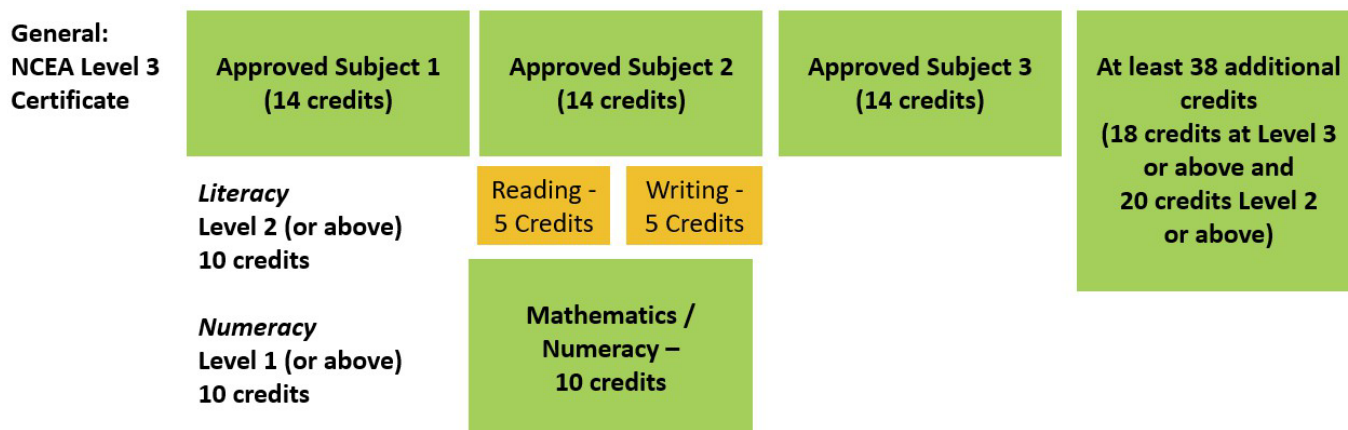 General:
NCEA Level 3
Certificate
Approved Subject 1
(14 credits)
Approved Subject 2
(14 credits)
Approved Subject 3
(14 credits)
At least 38 additional
credits
(18 credits at Level 3
or above and
20 credits Level 2
or above)
Literacy
Level 2 (or above)
10 credits
Reading -
5 Credits
Writing -
5 Credits
Numeracy
Level 1 (or above)
10 credits
Mathematics /
Numeracy –
10 credits